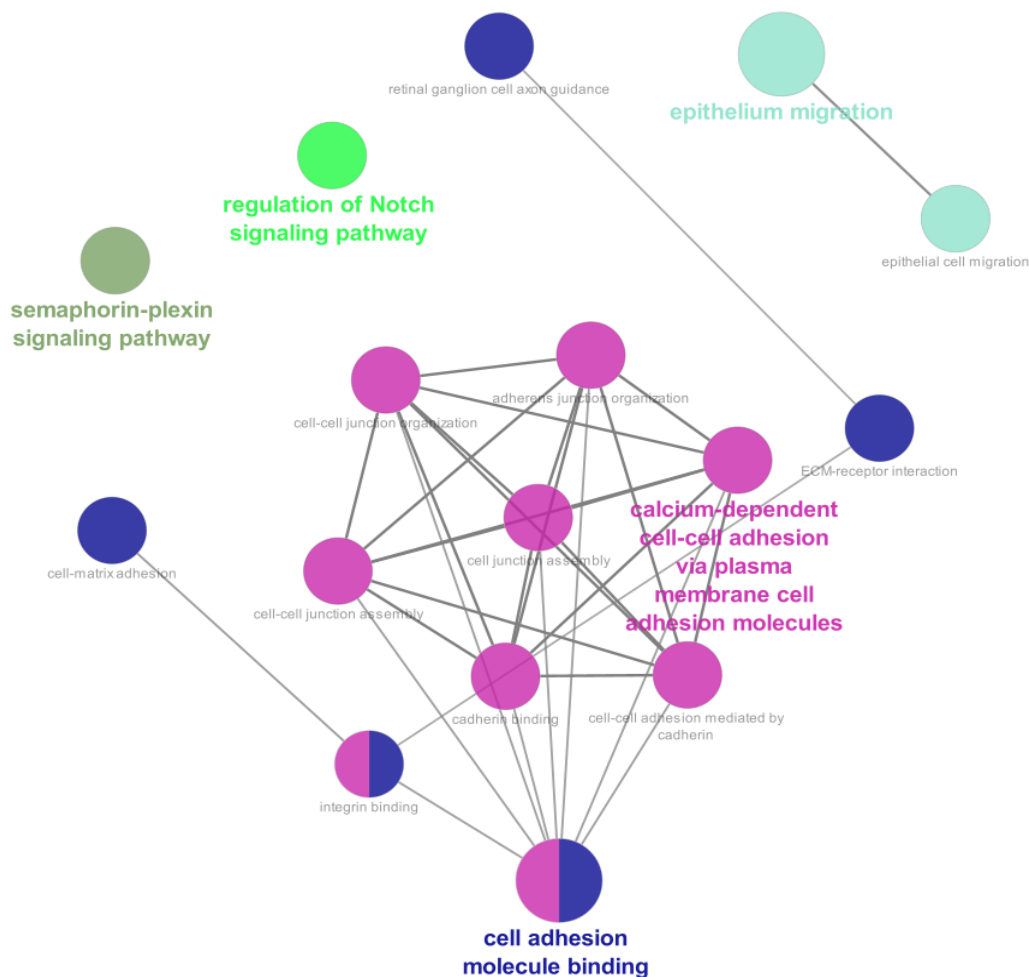 retinal ganglion cell axon guidance
epithelium migration
regulation of Notch
signaling pathway
epithelial cell migration
semaphorin-plexin
signaling pathway
adherens junction organization
cell-cell junction organization
ECM-receptor interaction
calcium-dependent
cell-cell adhesion
via plasma
membrane cell
adhesion molecules
cell junction assembly
cell-matrix adhesion
cell-cell junction assembly
cadherin binding
cell-cell adhesion mediated by
cadherin
integrin binding
cell adhesion
molecule binding